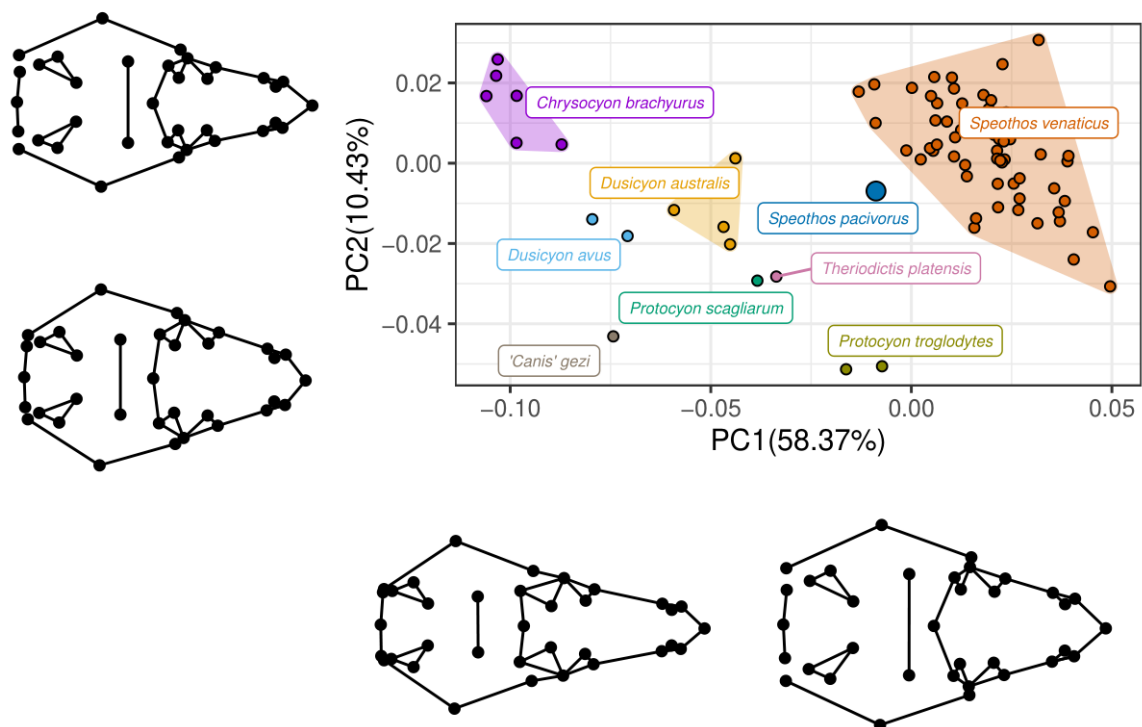 0.02
0.00
−0.02
−0.04
PC2(10.43%)
Chrysocyon brachyurus
Speothos venaticus
Dusicyon australis
Speothos pacivorus
Dusicyon avus
Theriodictis platensis
Protocyon scagliarum
Protocyon troglodytes
'Canis' gezi
−0.10
−0.05
0.00
0.05
PC1(58.37%)